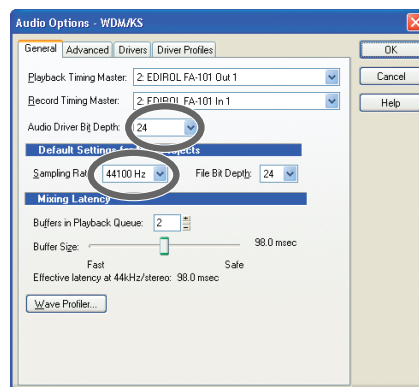 Audio Options - WDM/KS
General Advanced Drivers Driver Profiles
OK
Cancel
Help
Playback Timing Master: 2: EDIROL FA-101 Out 1
Record Timing Master: 2: EDIROL FA-101 In 1
Audio Driver Bit Depth: 24
Default Settings for Projects
Sampling Rate: 44100 Hz File Bit Depth: 24
Mixing Latency
Buffers in Playback Queue: 2
Buffer Size: 98.0 msec
Fast Safe
Effective latency at 44kHz/stereo: 98.0 msec
Wave Profiler...